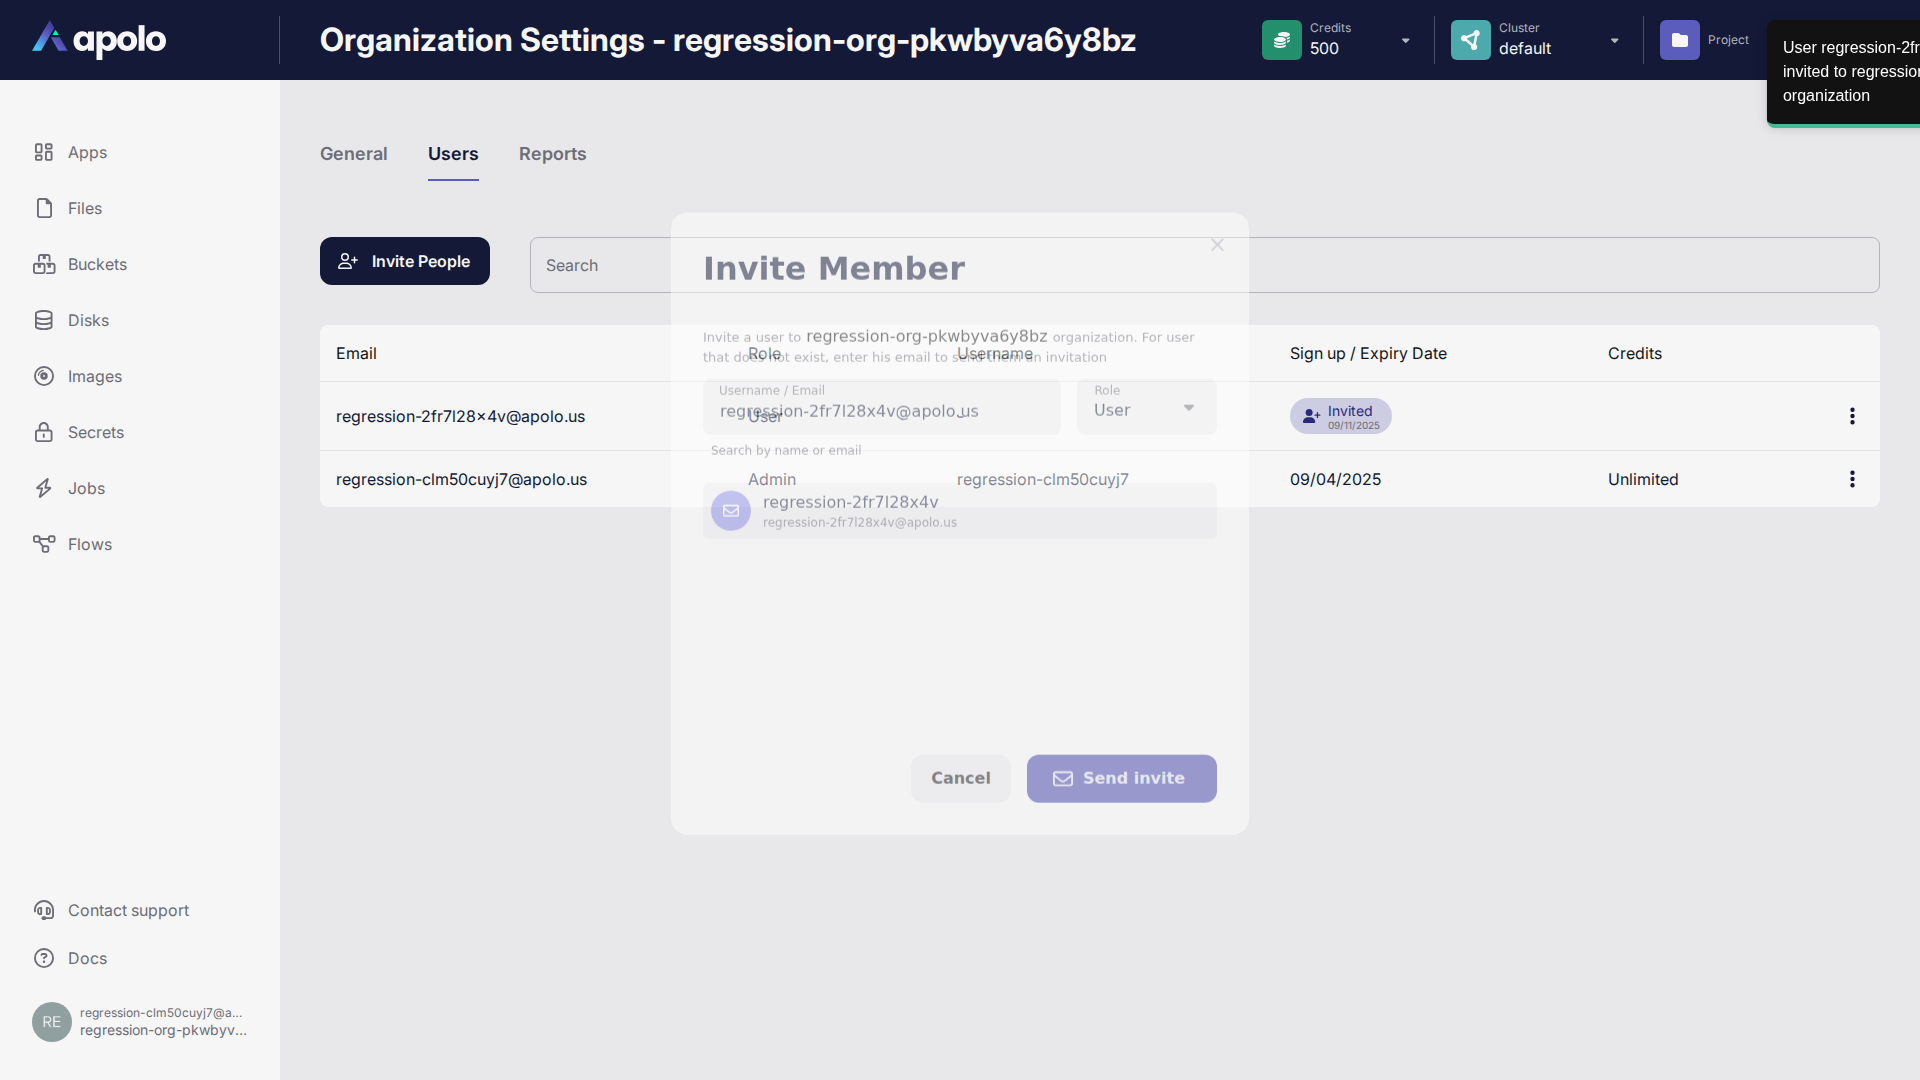 apolo
Organization Settings - regression-org-pkwbyva6y8bz
Credits
500
Cluster
default
Project
User regression-2fr
invited to regression
organization
Apps
Files
Buckets
Disks
Images
Secrets
Jobs
Flows
Contact support
Docs
RE
regression-clm50cuyj7@a...
regression-org-pkwbyv...
General
Users
Reports
Invite People
Search
Email
Role
Username
Sign up / Expiry Date
Credits
regression-2fr7l28x4v@apolo.us
User
-
Invited
09/11/2025
regression-clm50cuyj7@apolo.us
Admin
regression-clm50cuyj7
09/04/2025
Unlimited
Invite Member
Invite a user to regression-org-pkwbyva6y8bz organization. For user
that does not exist, enter his email to send them an invitation
Username / Email
regression-2fr7l28x4v@apolo.us
Role
User
Search by name or email
regression-2fr7l28x4v
regression-2fr7l28x4v@apolo.us
Cancel
Send invite